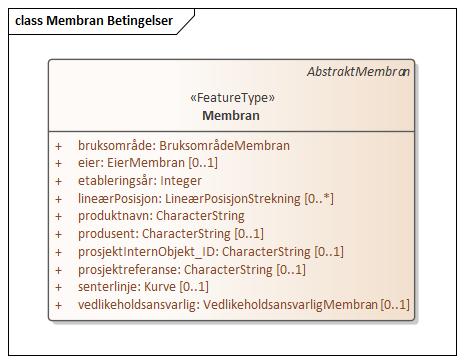 class Membran Betingelser
AbstraktMembran
«FeatureType»
Membran
+ bruksområde: BruksområdeMembran
+ eier: EierMembran [0..1]
+ etableringsår: Integer
+ lineærPosisjon: LineærPosisjonStrekning [0..*]
+ produktnavn: CharacterString
+ produsent: CharacterString [0..1]
+ prosjektInternObjekt_ID: CharacterString [0..1]
+ prosjektreferanse: CharacterString [0..1]
+ senterlinje: Kurve [0..1]
+ vedlikeholdsansvarlig: VedlikeholdsansvarligMembran [0..1]